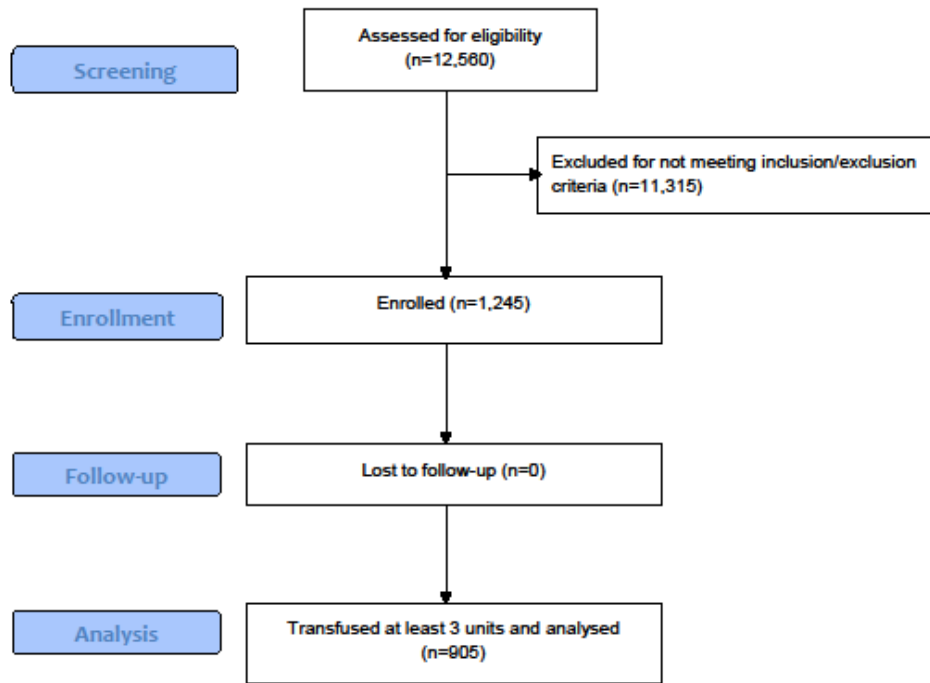 Assessed for eligibility
(n=12,560)
Screening
Excluded for not meeting inclusion/exclusion
criteria (n=11,315)
Enrolled (n=1,245)
Enrollment
Lost to follow-up (n=0)
Follow-up
Transfused at least 3 units and analysed
(n=905)
Analysis